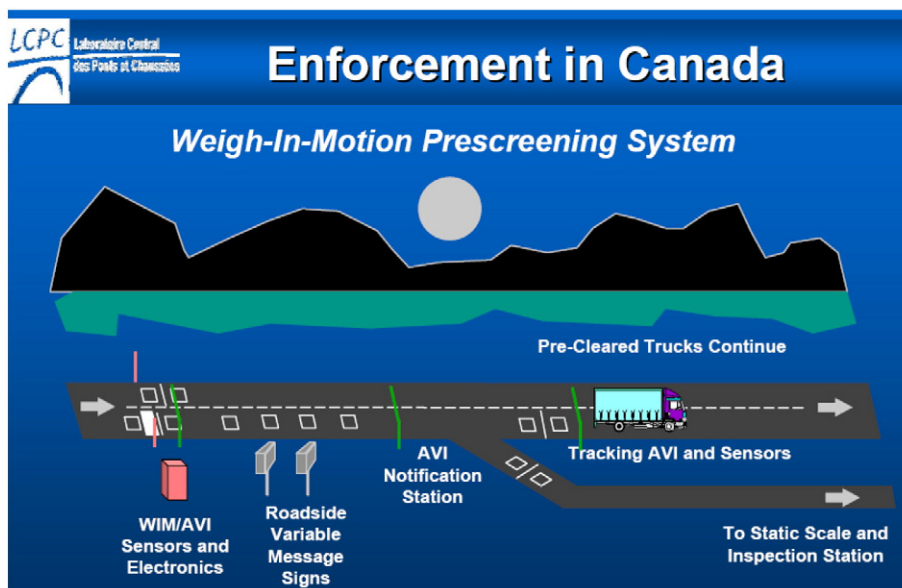 LCPC
Laboratoire Central
des Ponts et Chaussées
Enforcement in Canada
Weigh-In-Motion Prescreening System
Pre-Cleared Trucks Continue
AVI
Notification
Station
Tracking AVI and Sensors
WIM/AVI
Sensors and
Electronics
Roadside
Variable
Message
Signs
To Static Scale and
Inspection Station